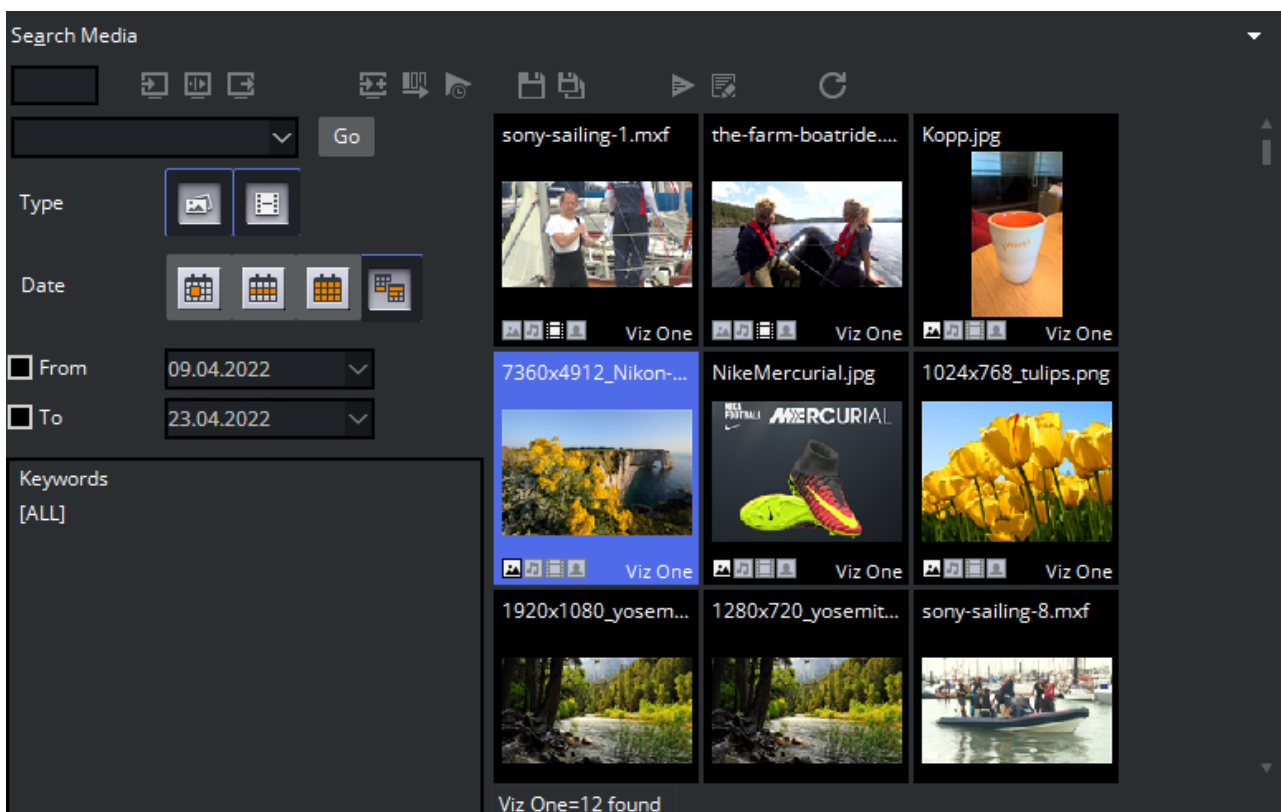 Search Media
Go
Type
Date
From
09.04.2022
To
23.04.2022
Keywords
[ALL]
sony-sailing-1.mxf
the-farm-boatride....
Kopp.jpg
Viz One
Viz One
Viz One
7360x4912_Nikon-...
NikeMercurial.jpg
1024x768_tulips.png
FOOTBALL
MERCURIAL
Viz One
Viz One
Viz One
1920x1080_yosem...
1280x720_yosemit...
sony-sailing-8.mxf
Viz One=12 found